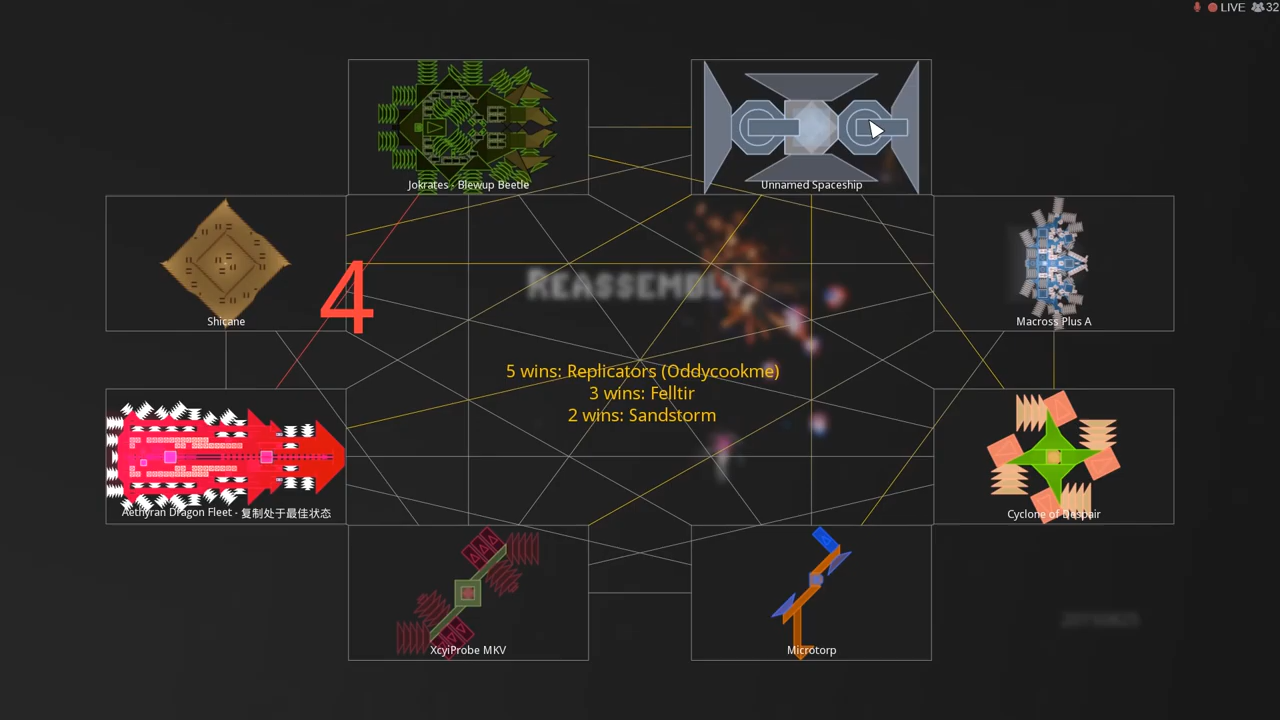 LIVE 32
Jokrates - Blewup Beetle
Unnamed Spaceship
Shicane
REASSEMBLY
Macross Plus A
4
5 wins: Replicators (Oddycookme)
3 wins: Felltir
2 wins: Sandstorm
Aethyran Dragon Fleet - 复制处于最佳状态
Cyclone of Despair
XcyiProbe MKV
Microtorp